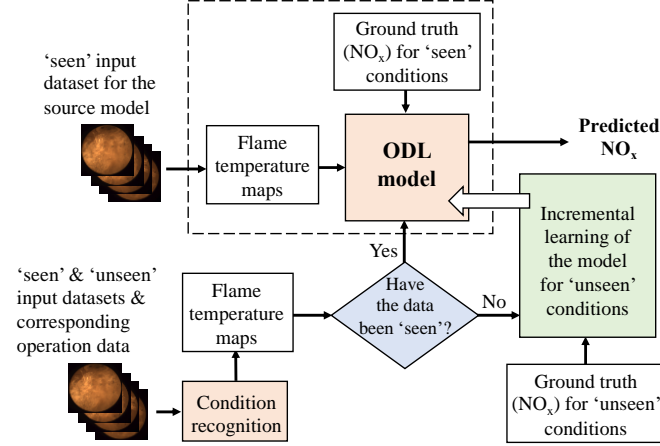 'seen' input
dataset for the
source model
Ground truth
(NOx) for 'seen'
conditions
Flame
temperature
maps
ODL
model
Predicted
NOx
Incremental
learning of
the model
for 'unseen'
conditions
Yes
'seen' & 'unseen'
input datasets &
corresponding
operation data
Flame
temperature
maps
Have
the data
been 'seen'?
No
Condition
recognition
Ground truth
(NOx) for 'unseen'
conditions